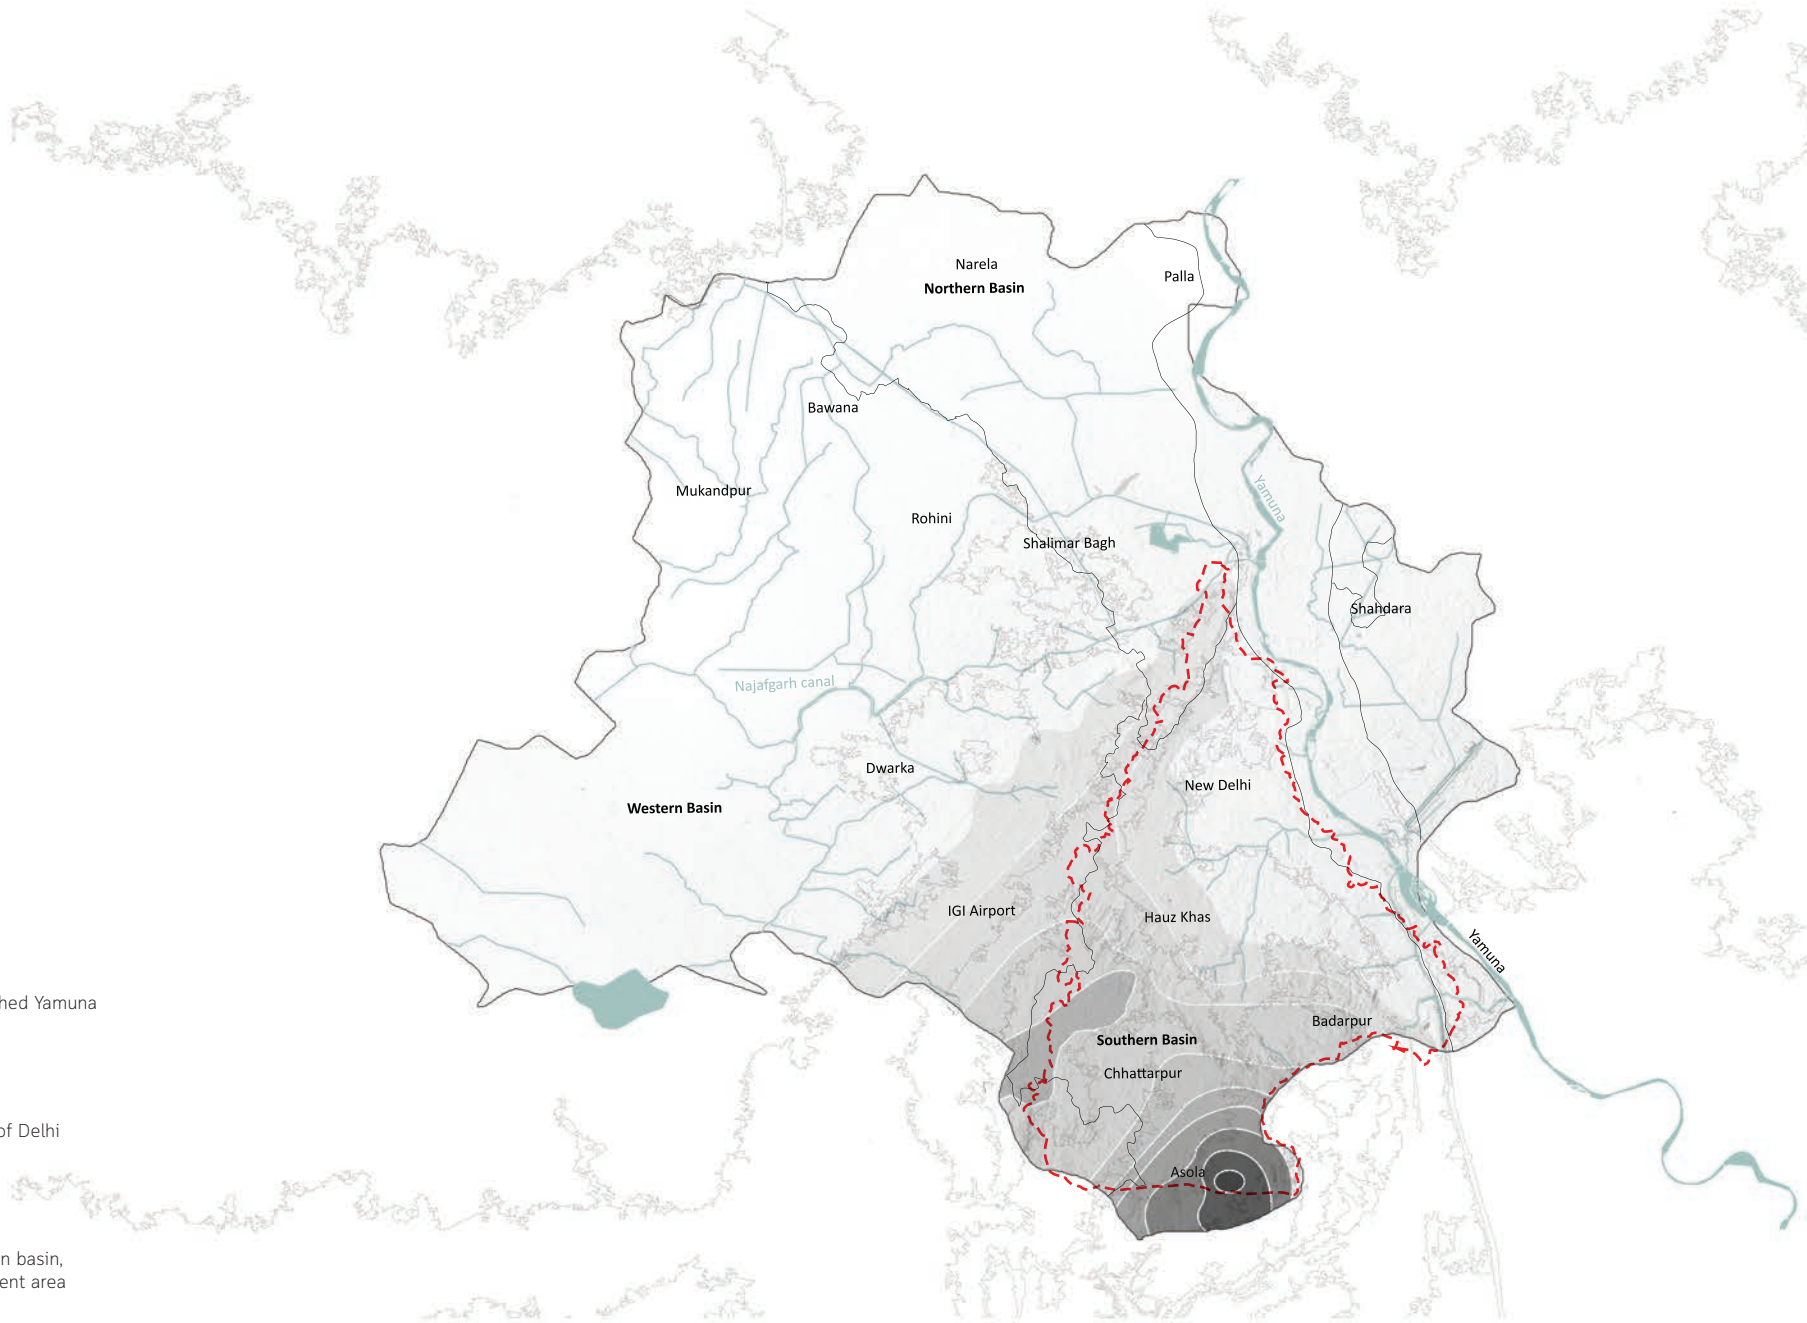 Narela
Northern Basin
Palla
Bawana
Mukandpur
Rohini
Yamuna
Shalimar Bagh
Shahdara
Najafgarh canal
Dwarka
New Delhi
Western Basin
IGI Airport
Hauz Khas
Yamuna
hed Yamuna
Badarpur
Southern Basin
Chhattarpur
of Delhi
Asola
n basin,
ent area